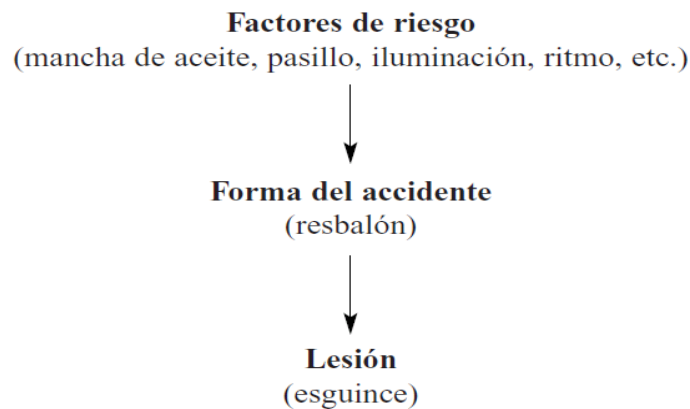 Factores de riesgo
(mancha de aceite, pasillo, iluminación, ritmo, etc.)
Forma del accidente
(resbalón)
Lesión
(esguince)